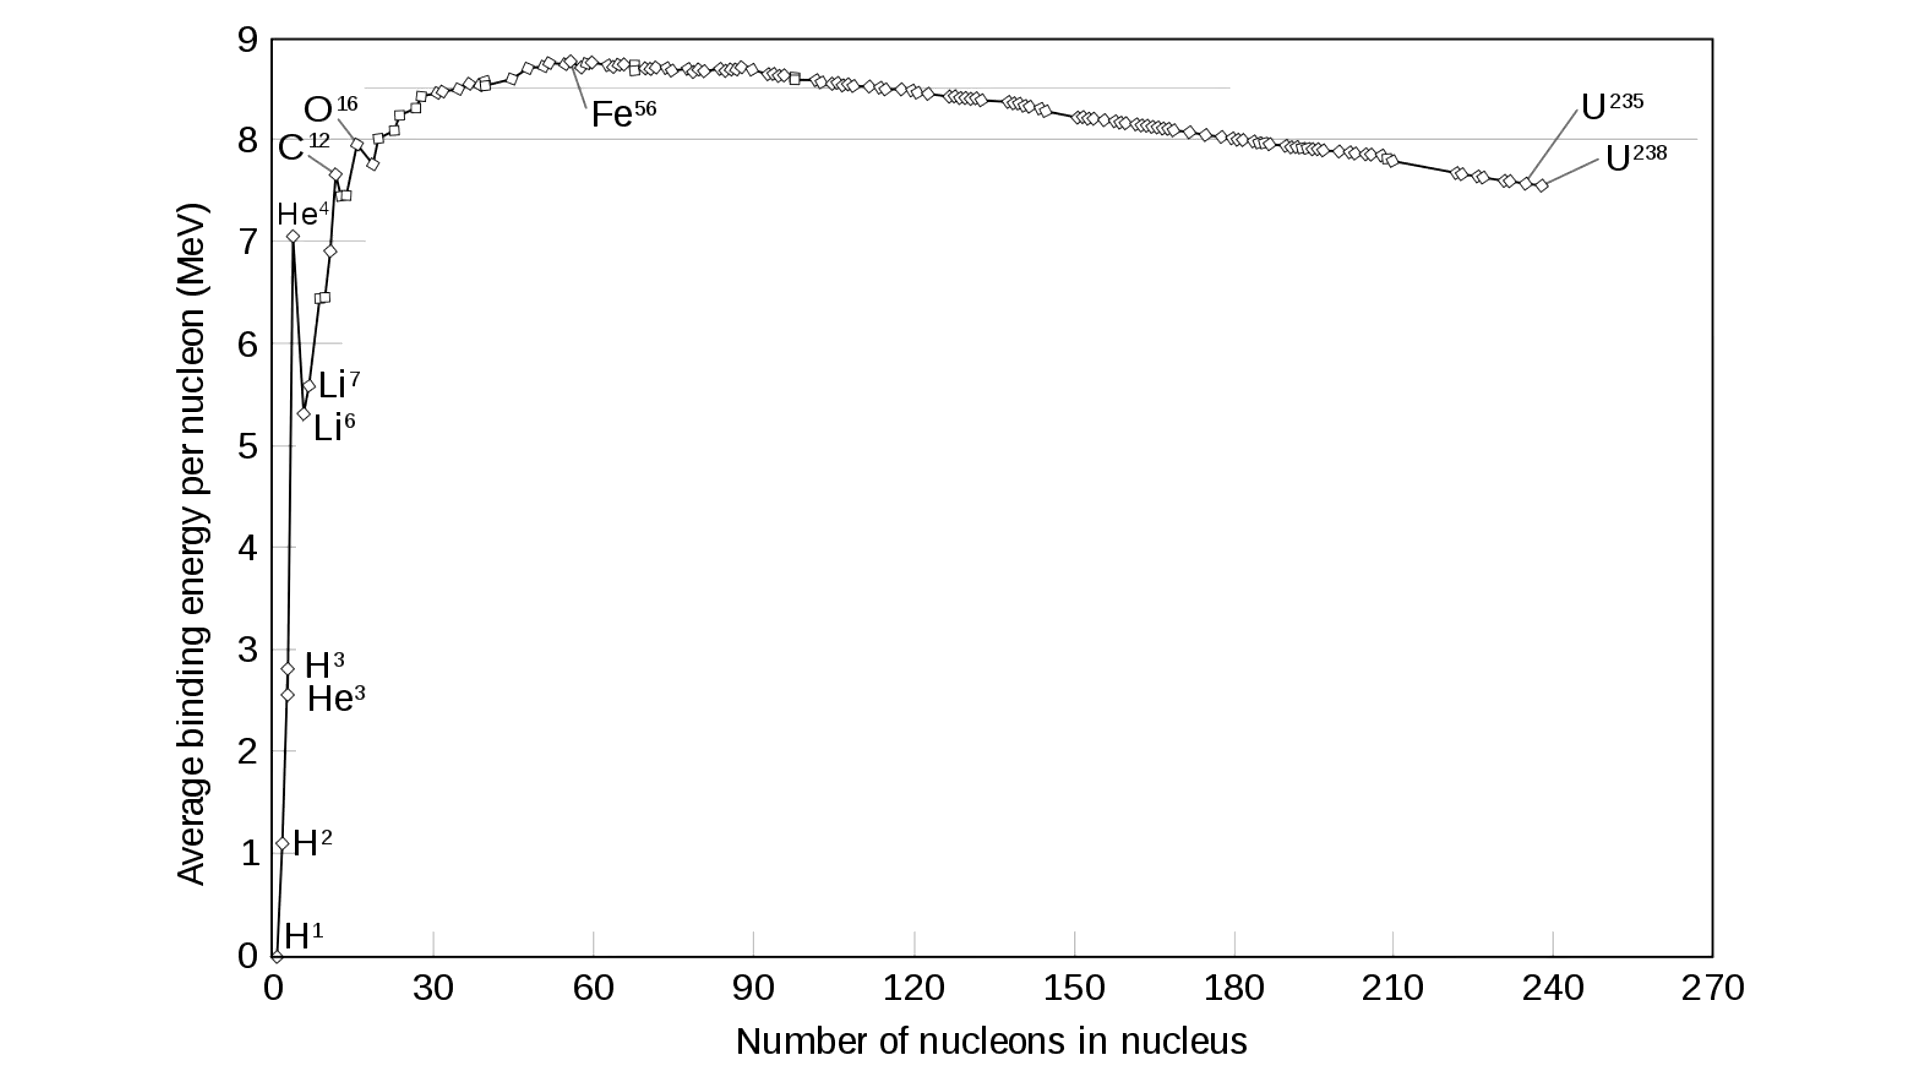 9
8
7
6
5
4
3
2
1
0
Average binding energy per nucleon (MeV)
O¹⁶
C¹²
He⁴
Li⁷
Li⁶
H³
He³
H²
H¹
Fe⁵⁶
U²³⁵
U²³⁸
0 30 60 90 120 150 180 210 240 270
Number of nucleons in nucleus